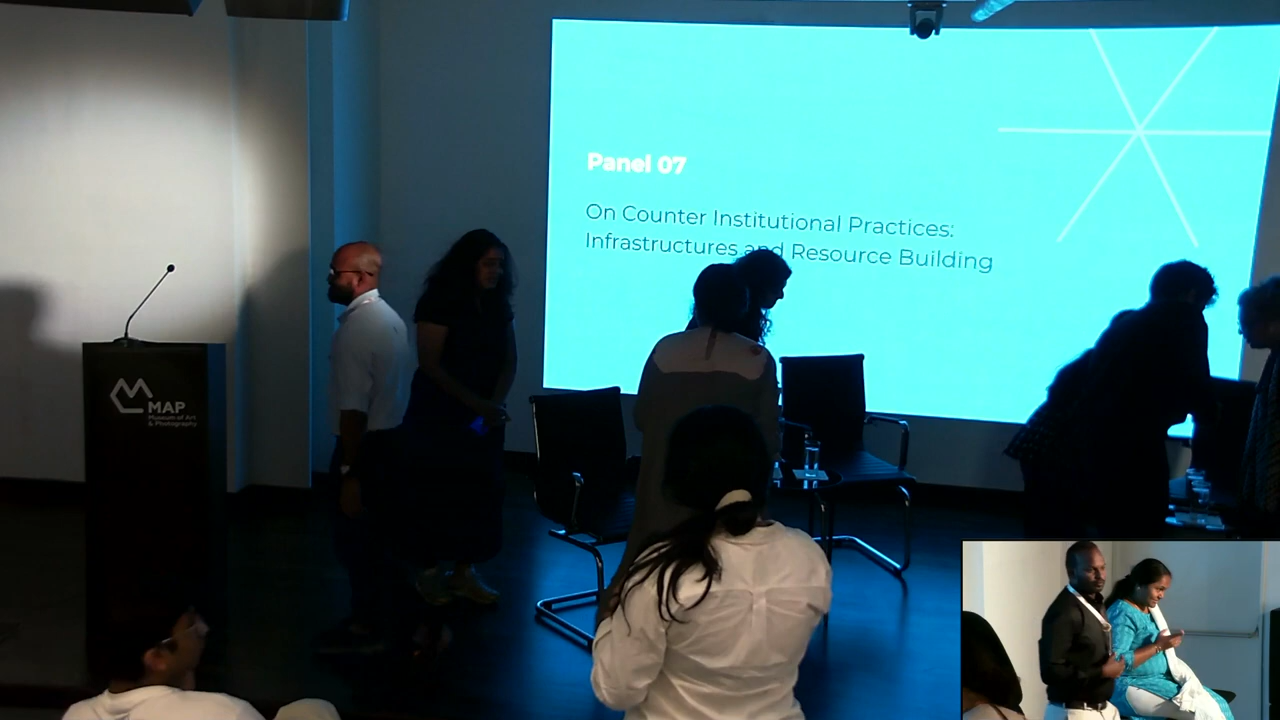 Panel 07
On Counter Institutional Practices:
Infrastructures and Resource Building
MAP
Museum of Art
& Photography